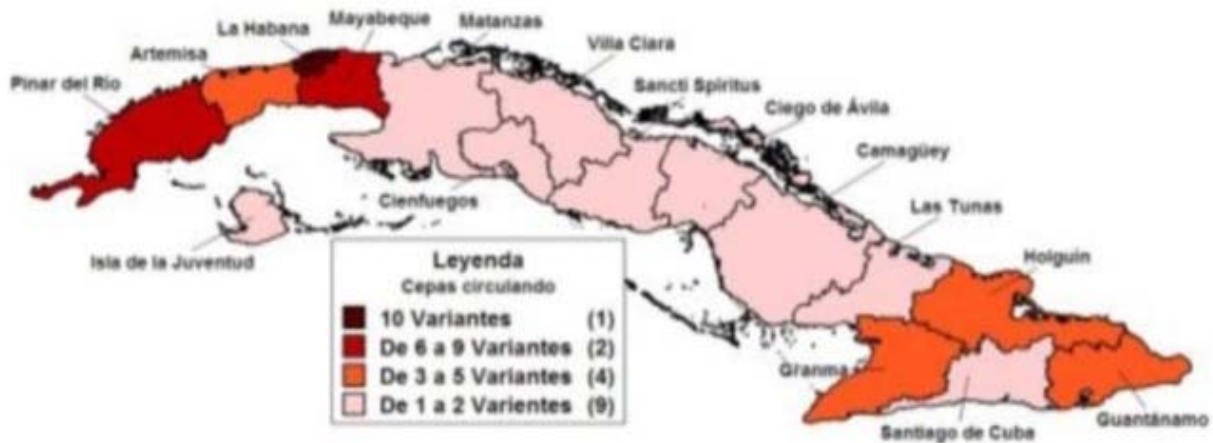 La Habana
Mayabeque
Matanzas
Artemisa
Villa Clara
Pinar del Río
Sancti Spiritus
Ciego de Ávila
Camagüey
Cienfuegos
Las Tunas
Isla de la Juventud
Holguín
Leyenda
Cepas circulando
10 Variantes (1)
De 6 a 9 Variantes (2)
De 3 a 5 Variantes (4)
De 1 a 2 Varientes (9)
Granma
Guantánamo
Santiago de Cuba